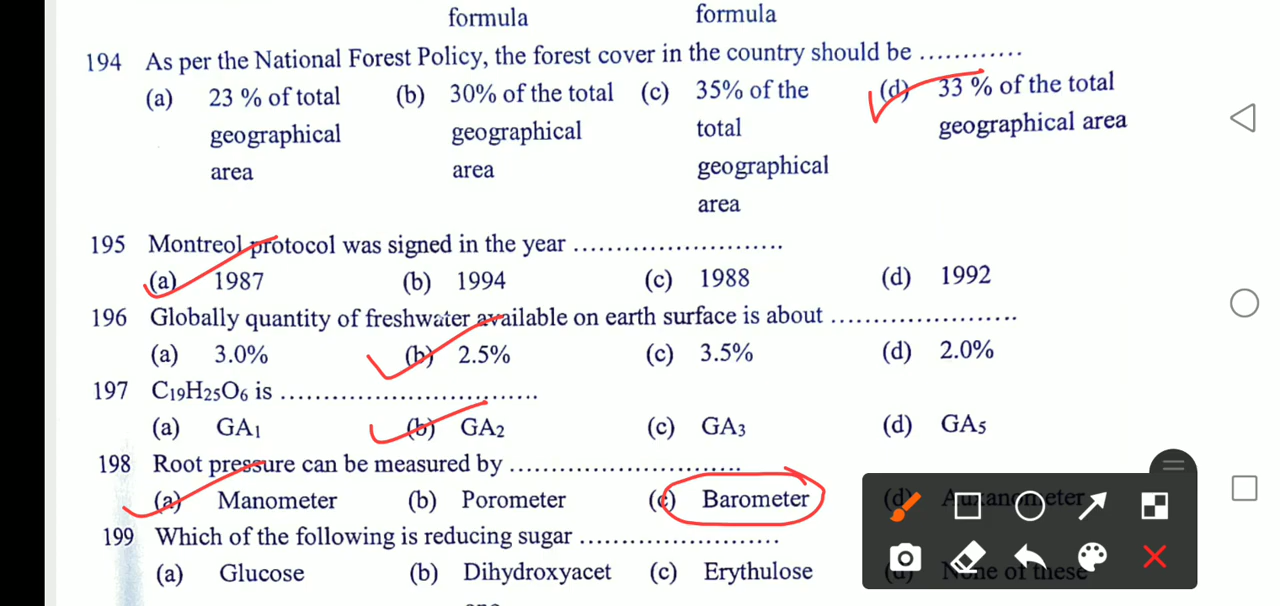 formula formula
194 As per the National Forest Policy, the forest cover in the country should be ............
(a) 23 % of total (b) 30% of the total (c) 35% of the (d) 33 % of the total
geographical geographical total geographical area
area area geographical
area
195 Montreol protocol was signed in the year ........................
(a) 1987 (b) 1994 (c) 1988 (d) 1992
196 Globally quantity of freshwater available on earth surface is about ......................
(a) 3.0% (b) 2.5% (c) 3.5% (d) 2.0%
197 C19H25O6 is ..............................
(a) GA1 (b) GA2 (c) GA3 (d) GA5
198 Root pressure can be measured by ...........................
(a) Manometer (b) Porometer (c) Barometer (d) Auxanometer
199 Which of the following is reducing sugar .......................
(a) Glucose (b) Dihydroxyacet (c) Erythulose (d) None of these
one